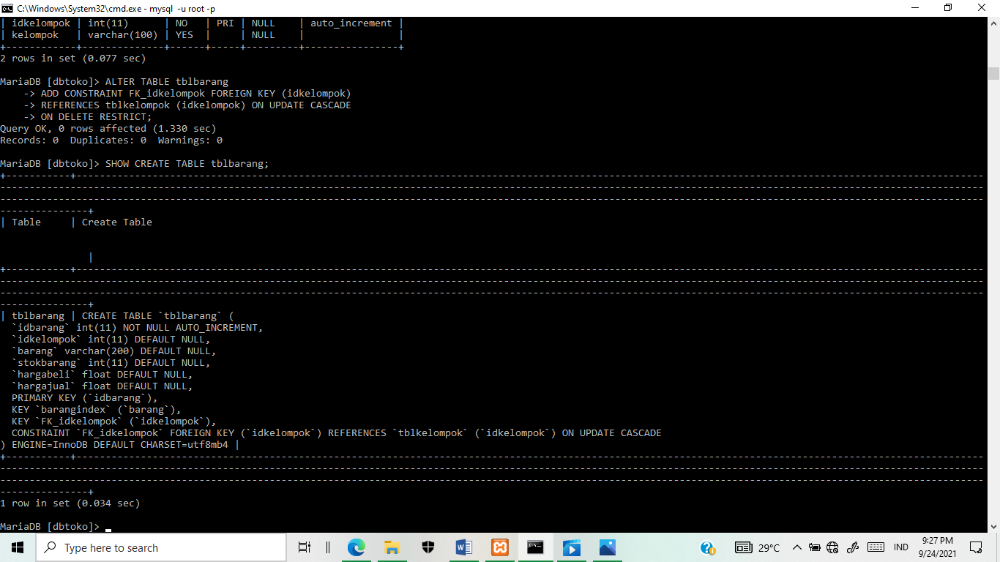 C:\Windows\System32\cmd.exe - mysql -u root -p
| idkelompok | int(11)      | NO   | PRI | NULL    | auto_increment |
| kelompok   | varchar(100) | YES  |     | NULL    |                |
+------------+--------------+------+-----+---------+----------------+
2 rows in set (0.077 sec)
MariaDB [dbtoko]> ALTER TABLE tblbarang
    -> ADD CONSTRAINT FK_idkelompok FOREIGN KEY (idkelompok)
    -> REFERENCES tblkelompok (idkelompok) ON UPDATE CASCADE
    -> ON DELETE RESTRICT;
Query OK, 0 rows affected (1.330 sec)
Records: 0  Duplicates: 0  Warnings: 0
MariaDB [dbtoko]> SHOW CREATE TABLE tblbarang;
| Table     | Create Table
|
| tblbarang | CREATE TABLE `tblbarang` (
  `idbarang` int(11) NOT NULL AUTO_INCREMENT,
  `idkelompok` int(11) DEFAULT NULL,
  `barang` varchar(200) DEFAULT NULL,
  `stokbarang` int(11) DEFAULT NULL,
  `hargabeli` float DEFAULT NULL,
  `hargajual` float DEFAULT NULL,
  PRIMARY KEY (`idbarang`),
  KEY `barangindex` (`barang`),
  KEY `FK_idkelompok` (`idkelompok`),
  CONSTRAINT `FK_idkelompok` FOREIGN KEY (`idkelompok`) REFERENCES `tblkelompok` (`idkelompok`) ON UPDATE CASCADE
) ENGINE=InnoDB DEFAULT CHARSET=utf8mb4 |
1 row in set (0.034 sec)
MariaDB [dbtoko]>
Type here to search
29°C
IND
9:27 PM
9/24/2021